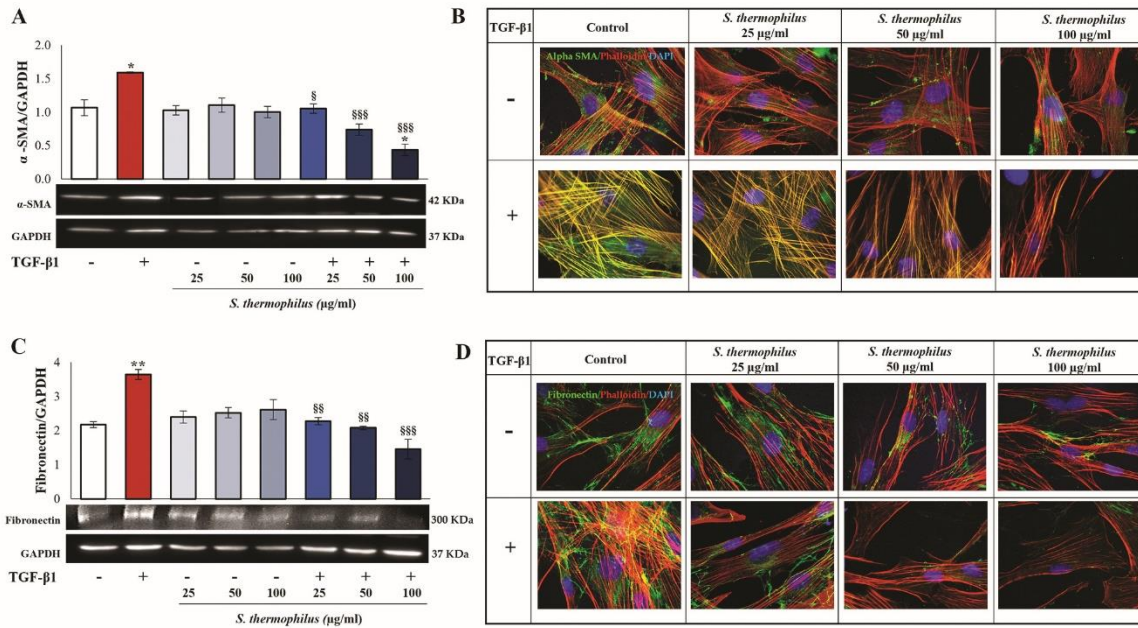 A
α -SMA/GAPDH
2.0
1.5
1.0
0.5
0.0
*
§
§§§
§§§
*
α-SMA
42 KDa
GAPDH
37 KDa
TGF-β1 - + - - - + + +
25 50 100 25 50 100
S. thermophilus (µg/ml)
B
TGF-β1 Control S. thermophilus 25 µg/ml S. thermophilus 50 µg/ml S. thermophilus 100 µg/ml
Alpha SMA/Phalloidin/DAPI
-
+
C
Fibronectin/GAPDH
4
3
2
1
0
**
§§
§§
§§§
Fibronectin
300 KDa
GAPDH
37 KDa
TGF-β1 - + - - - + + +
25 50 100 25 50 100
S. thermophilus (µg/ml)
D
TGF-β1 Control S. thermophilus 25 µg/ml S. thermophilus 50 µg/ml S. thermophilus 100 µg/ml
Fibronectin/Phalloidin/DAPI
-
+